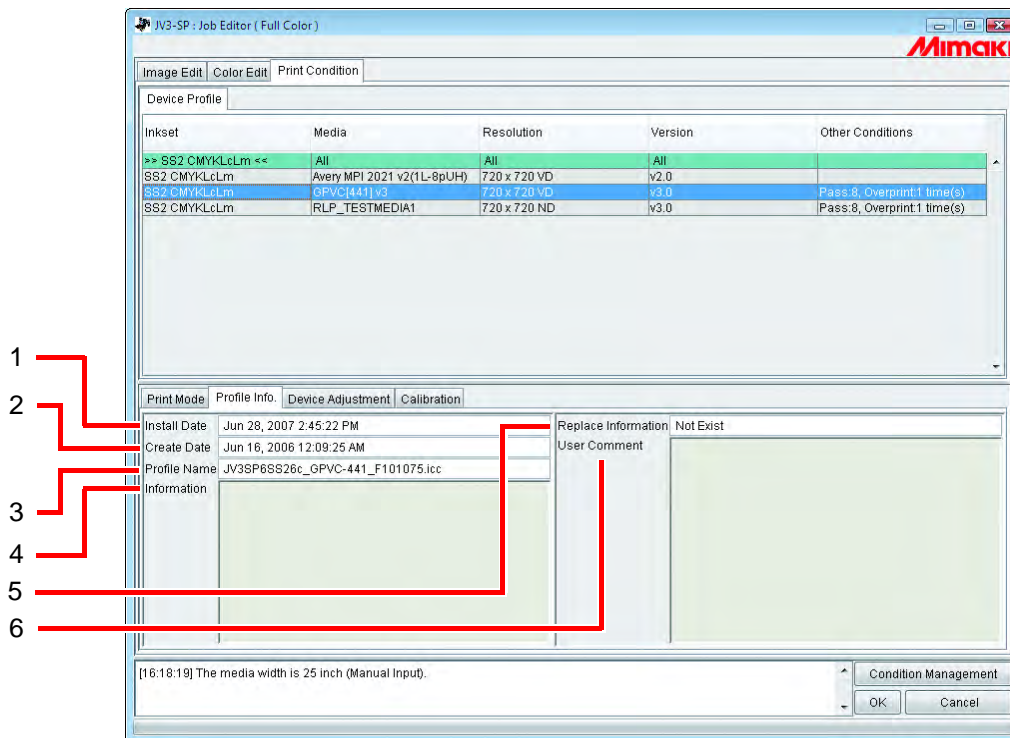 JV3-SP : Job Editor ( Full Color )
Mimaki
Image Edit Color Edit Print Condition
Device Profile
Inkset Media Resolution Version Other Conditions
>> SS2 CMYKLcLm << All All All
SS2 CMYKLcLm Avery MPI 2021 v2(1L-8pUH) 720 x 720 VD v2.0
SS2 CMYKLcLm GPVC[441] v3 720 x 720 VD v3.0 Pass:8, Overprint:1 time(s)
SS2 CMYKLcLm RLP_TESTMEDIA1 720 x 720 ND v3.0 Pass:8, Overprint:1 time(s)
Print Mode Profile Info. Device Adjustment Calibration
1
Install Date Jun 28, 2007 2:45:22 PM Replace Information Not Exist
2
Create Date Jun 16, 2006 12:09:25 AM User Comment
3
Profile Name JV3SP6SS26c_GPVC-441_F101075.icc
4
Information
5
6
[16:18:19] The media width is 25 inch (Manual Input).
Condition Management
OK Cancel